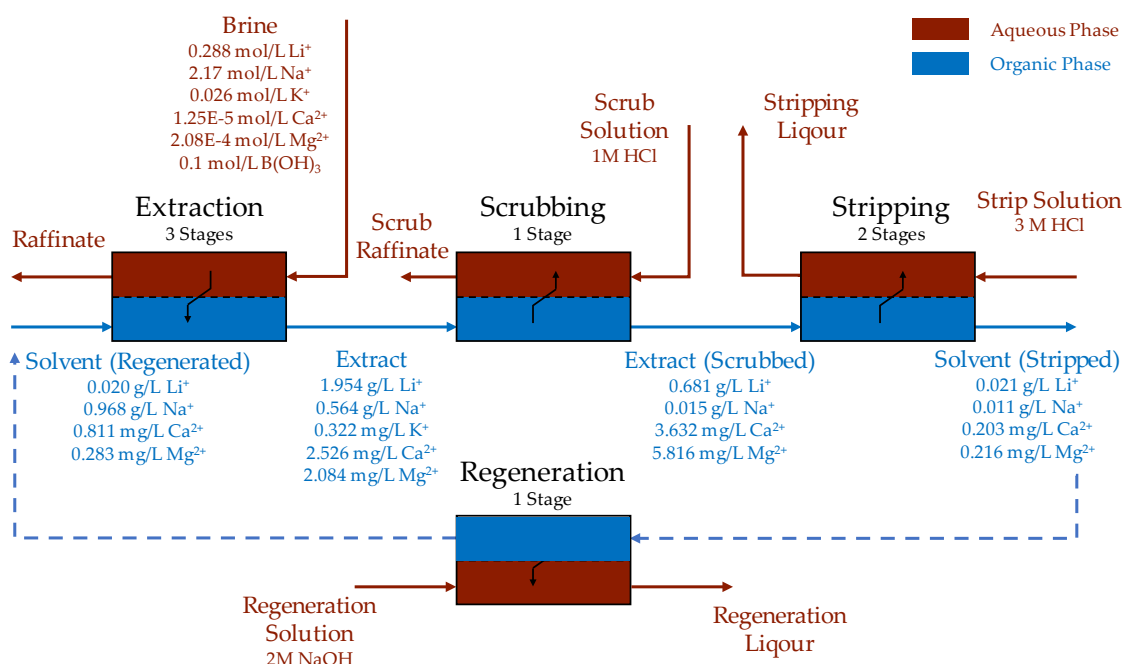 Brine
0.288 mol/L Li⁺
2.17 mol/L Na⁺
0.026 mol/L K⁺
1.25E-5 mol/L Ca²⁺
2.08E-4 mol/L Mg²⁺
0.1 mol/L B(OH)₃
Aqueous Phase
Organic Phase
Scrub
Solution
1M HCl
Stripping
Liqour
Extraction
3 Stages
Scrubbing
1 Stage
Stripping
2 Stages
Raffinate
Scrub
Raffinate
Strip Solution
3 M HCl
Solvent (Regenerated)
0.020 g/L Li⁺
0.968 g/L Na⁺
0.811 mg/L Ca²⁺
0.283 mg/L Mg²⁺
Extract
1.954 g/L Li⁺
0.564 g/L Na⁺
0.322 mg/L K⁺
2.526 mg/L Ca²⁺
2.084 mg/L Mg²⁺
Extract (Scrubbed)
0.681 g/L Li⁺
0.015 g/L Na⁺
3.632 mg/L Ca²⁺
5.816 mg/L Mg²⁺
Solvent (Stripped)
0.021 g/L Li⁺
0.011 g/L Na⁺
0.203 mg/L Ca²⁺
0.216 mg/L Mg²⁺
Regeneration
1 Stage
Regeneration
Solution
2M NaOH
Regeneration
Liqour